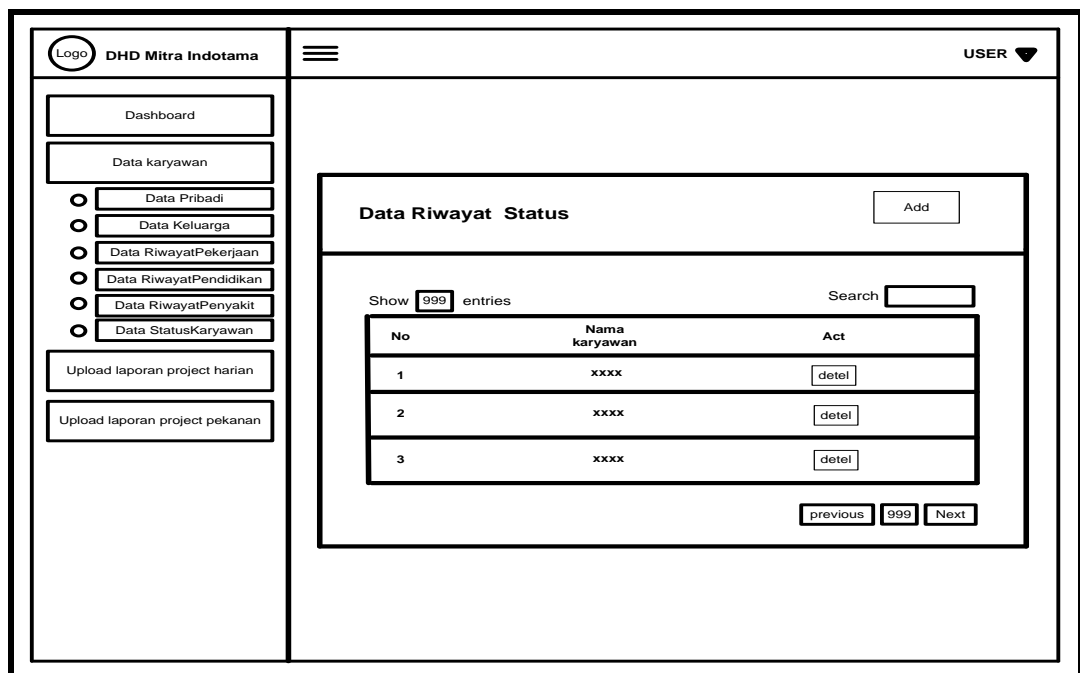 Logo
DHD Mitra Indotama
USER
Dashboard
Data karyawan
Data Pribadi
Data Keluarga
Data RiwayatPekerjaan
Data RiwayatPendidikan
Data RiwayatPenyakit
Data StatusKaryawan
Upload laporan project harian
Upload laporan project pekanan
Data Riwayat Status
Add
Show 999 entries
Search
No
Nama
karyawan
Act
1 xxxx detel
2 xxxx detel
3 xxxx detel
previous 999 Next